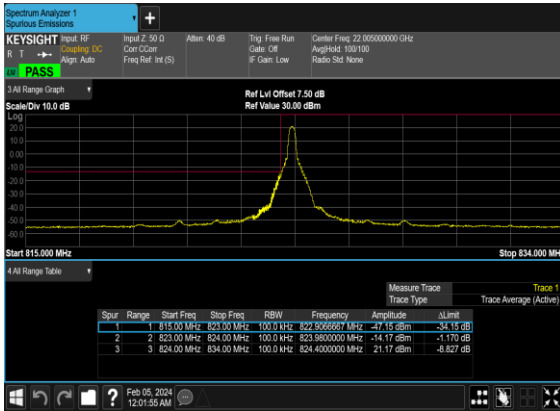 Spectrum Analyzer 1
Spurious Emissions
+
KEYSIGHT Input: RF Input Z: 50 Ω Atten: 40 dB Trig: Free Run Center Freq: 22.005000000 GHz
R T Coupling: DC Corr CCorr Gate: Off Avg|Hold: 100/100
Align: Auto Freq Ref: Int (S) IF Gain: Low Radio Std: None
PASS
3 All Range Graph
Ref Lvl Offset 7.50 dB
Scale/Div 10.0 dB Ref Value 30.00 dBm
Log
20.0
10.0
0.00
-10.0
-20.0
-30.0
-40.0
-50.0
-60.0
Start 815.000 MHz Stop 834.000 MH
4 All Range Table
Measure Trace Trace 1
Trace Type Trace Average (Active)
Spur Range Start Freq Stop Freq RBW Frequency Amplitude ΔLimit
1 1 815.00 MHz 823.00 MHz 100.0 kHz 822.9066667 MHz -47.15 dBm -34.15 dB
2 2 823.00 MHz 824.00 MHz 100.0 kHz 823.9800000 MHz -14.17 dBm -1.170 dB
3 3 824.00 MHz 834.00 MHz 100.0 kHz 824.4000000 MHz 21.17 dBm -8.827 dB
? Feb 05, 2024
12:01:55 AM